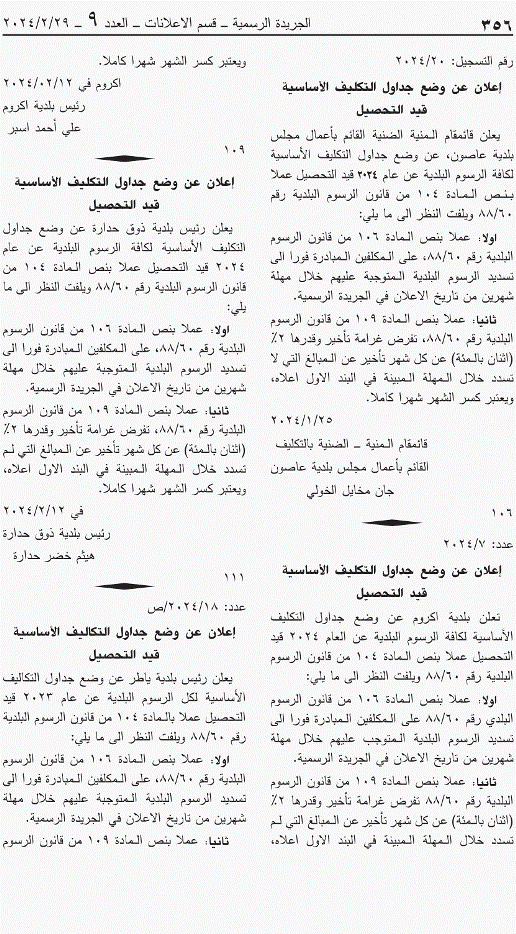 ٣٥٦
الجريدة الرسمية ــ قسم الاعلانات ــ العدد ٩ ــ ٢٠٢٤/٢/٢٩
رقم التسجيل: ٢٠٢٤/٢٠
إعلان عن وضع جداول التكليف الأساسية
قيد التحصيل
يعلن قائمقام المنية الضنية القائم بأعمال مجلس
بلدية عاصون، عن وضع جداول التكليف الأساسية
لكافة الرسوم البلدية عن عام ٢٠٢٤ قيد التحصيل عملا
بنص المادة ١٠٤ من قانون الرسوم البلدية رقم
٨٨/٦٠ ويلفت النظر الى ما يلي:
اولا: عملا بنص المادة ١٠٦ من قانون الرسوم
البلدية رقم ٨٨/٦٠، على المكلفين المبادرة فورا الى
تسديد الرسوم البلدية المتوجبة عليهم خلال مهلة
شهرين من تاريخ الاعلان في الجريدة الرسمية.
ثانيا: عملا بنص المادة ١٠٩ من قانون الرسوم
البلدية رقم ٨٨/٦٠، تفرض غرامة تأخير وقدرها ٢٪
(اثنان بالمئة) عن كل شهر تأخير عن المبالغ التي لا
تسدد خلال المهلة المبينة في البند الاول اعلاه،
ويعتبر كسر الشهر شهرا كاملا.
٢٠٢٤/١/٢٥
قائمقام المنية ــ الضنية بالتكليف
القائم بأعمال مجلس بلدية عاصون
جان مخايل الخولي
١٠٦
عدد: ٢٠٢٤/٧
إعلان عن وضع جداول التكليف الأساسية
قيد التحصيل
تعلن بلدية اكروم عن وضع جداول التكليف
الأساسية لكافة الرسوم البلدية عن العام ٢٠٢٤ قيد
التحصيل عملا بنص المادة ١٠٤ من قانون الرسوم
البلدية رقم ٨٨/٦٠ ويلفت النظر الى ما يلي:
اولا: عملا بنص المادة ١٠٦ من قانون الرسوم
البلدي رقم ٨٨/٦٠ على المكلفين المبادرة فورا الى
تسديد الرسوم البلدية المتوجب عليهم خلال مهلة
شهرين من تاريخ الاعلان في الجريدة الرسمية.
ثانيا: عملا بنص المادة ١٠٩ من قانون الرسوم
البلدية رقم ٨٨/٦٠ تفرض غرامة تأخير وقدرها ٢٪
(اثنان بالمئة) عن كل شهر تأخير عن المبالغ التي لم
تسدد خلال المهلة المبينة في البند الاول اعلاه،
ويعتبر كسر الشهر شهرا كاملا.
اكروم في ٢٠٢٤/٠٢/١٢
رئيس بلدية اكروم
علي أحمد اسبر
١٠٩
إعلان عن وضع جداول التكليف الأساسية
قيد التحصيل
يعلن رئيس بلدية ذوق حدارة عن وضع جداول
التكليف الأساسية لكافة الرسوم البلدية عن عام
٢٠٢٤ قيد التحصيل عملا بنص المادة ١٠٤ من
قانون الرسوم البلدية رقم ٨٨/٦٠ ويلفت النظر الى ما
يلي:
اولا: عملا بنص المادة ١٠٦ من قانون الرسوم
البلدية رقم ٨٨/٦٠، على المكلفين المبادرة فورا الى
تسديد الرسوم البلدية المتوجبة عليهم خلال مهلة
شهرين من تاريخ الاعلان في الجريدة الرسمية.
ثانيا: عملا بنص المادة ١٠٩ من قانون الرسوم
البلدية رقم ٨٨/٦٠، تفرض غرامة تأخير وقدرها ٢٪
(اثنان بالمئة) عن كل شهر تأخير عن المبالغ التي لم
تسدد خلال المهلة المبينة في البند الاول اعلاه،
ويعتبر كسر الشهر شهرا كاملا.
في ٢٠٢٤/٢/١٢
رئيس بلدية ذوق حدارة
هيثم خضر حدارة
١١١
عدد: ٢٠٢٤/١٨/ص
إعلان عن وضع جداول التكاليف الأساسية
قيد التحصيل
يعلن رئيس بلدية ياطر عن وضع جداول التكاليف
الأساسية لكل الرسوم البلدية عن عام ٢٠٢٣ قيد
التحصيل عملا بالمادة ١٠٤ من قانون الرسوم البلدية
رقم ٨٨/٦٠ ويلفت النظر الى ما يلي:
اولا: عملا بنص المادة ١٠٦ من قانون الرسوم
البلدية رقم ٨٨/٦٠، على المكلفين المبادرة فورا الى
تسديد الرسوم البلدية المتوجبة عليهم خلال مهلة
شهرين من تاريخ الاعلان في الجريدة الرسمية.
ثانيا: عملا بنص المادة ١٠٩ من قانون الرسوم